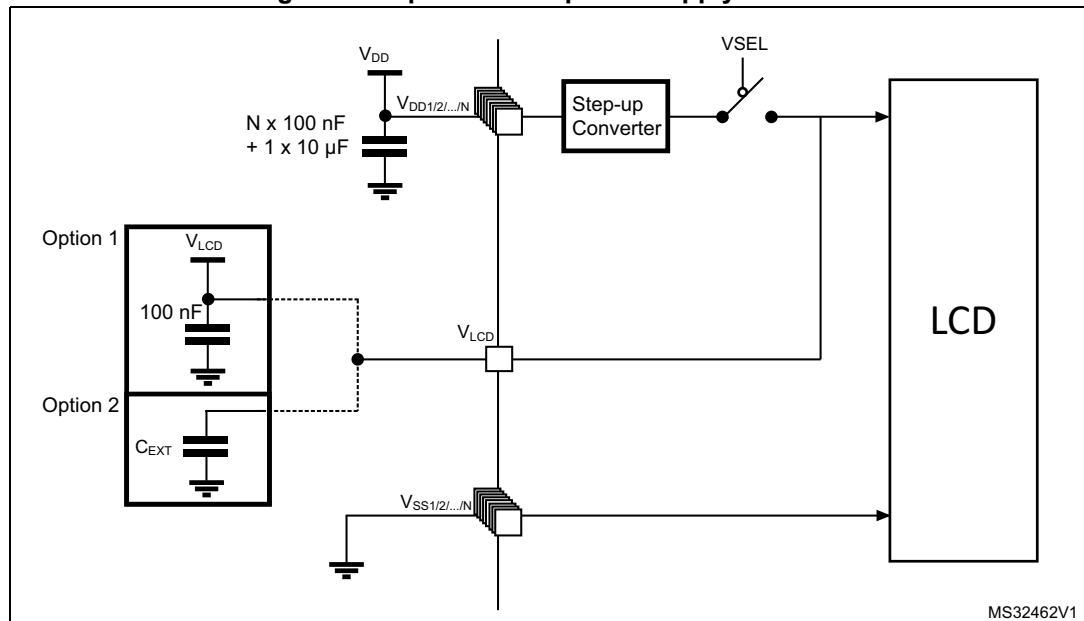 VDD
VSEL
VDD1/2/.../N
Step-up
Converter
N x 100 nF
+ 1 x 10 µF
Option 1
VLCD
100 nF
VLCD
LCD
Option 2
CEXT
VSS1/2/.../N
MS32462V1